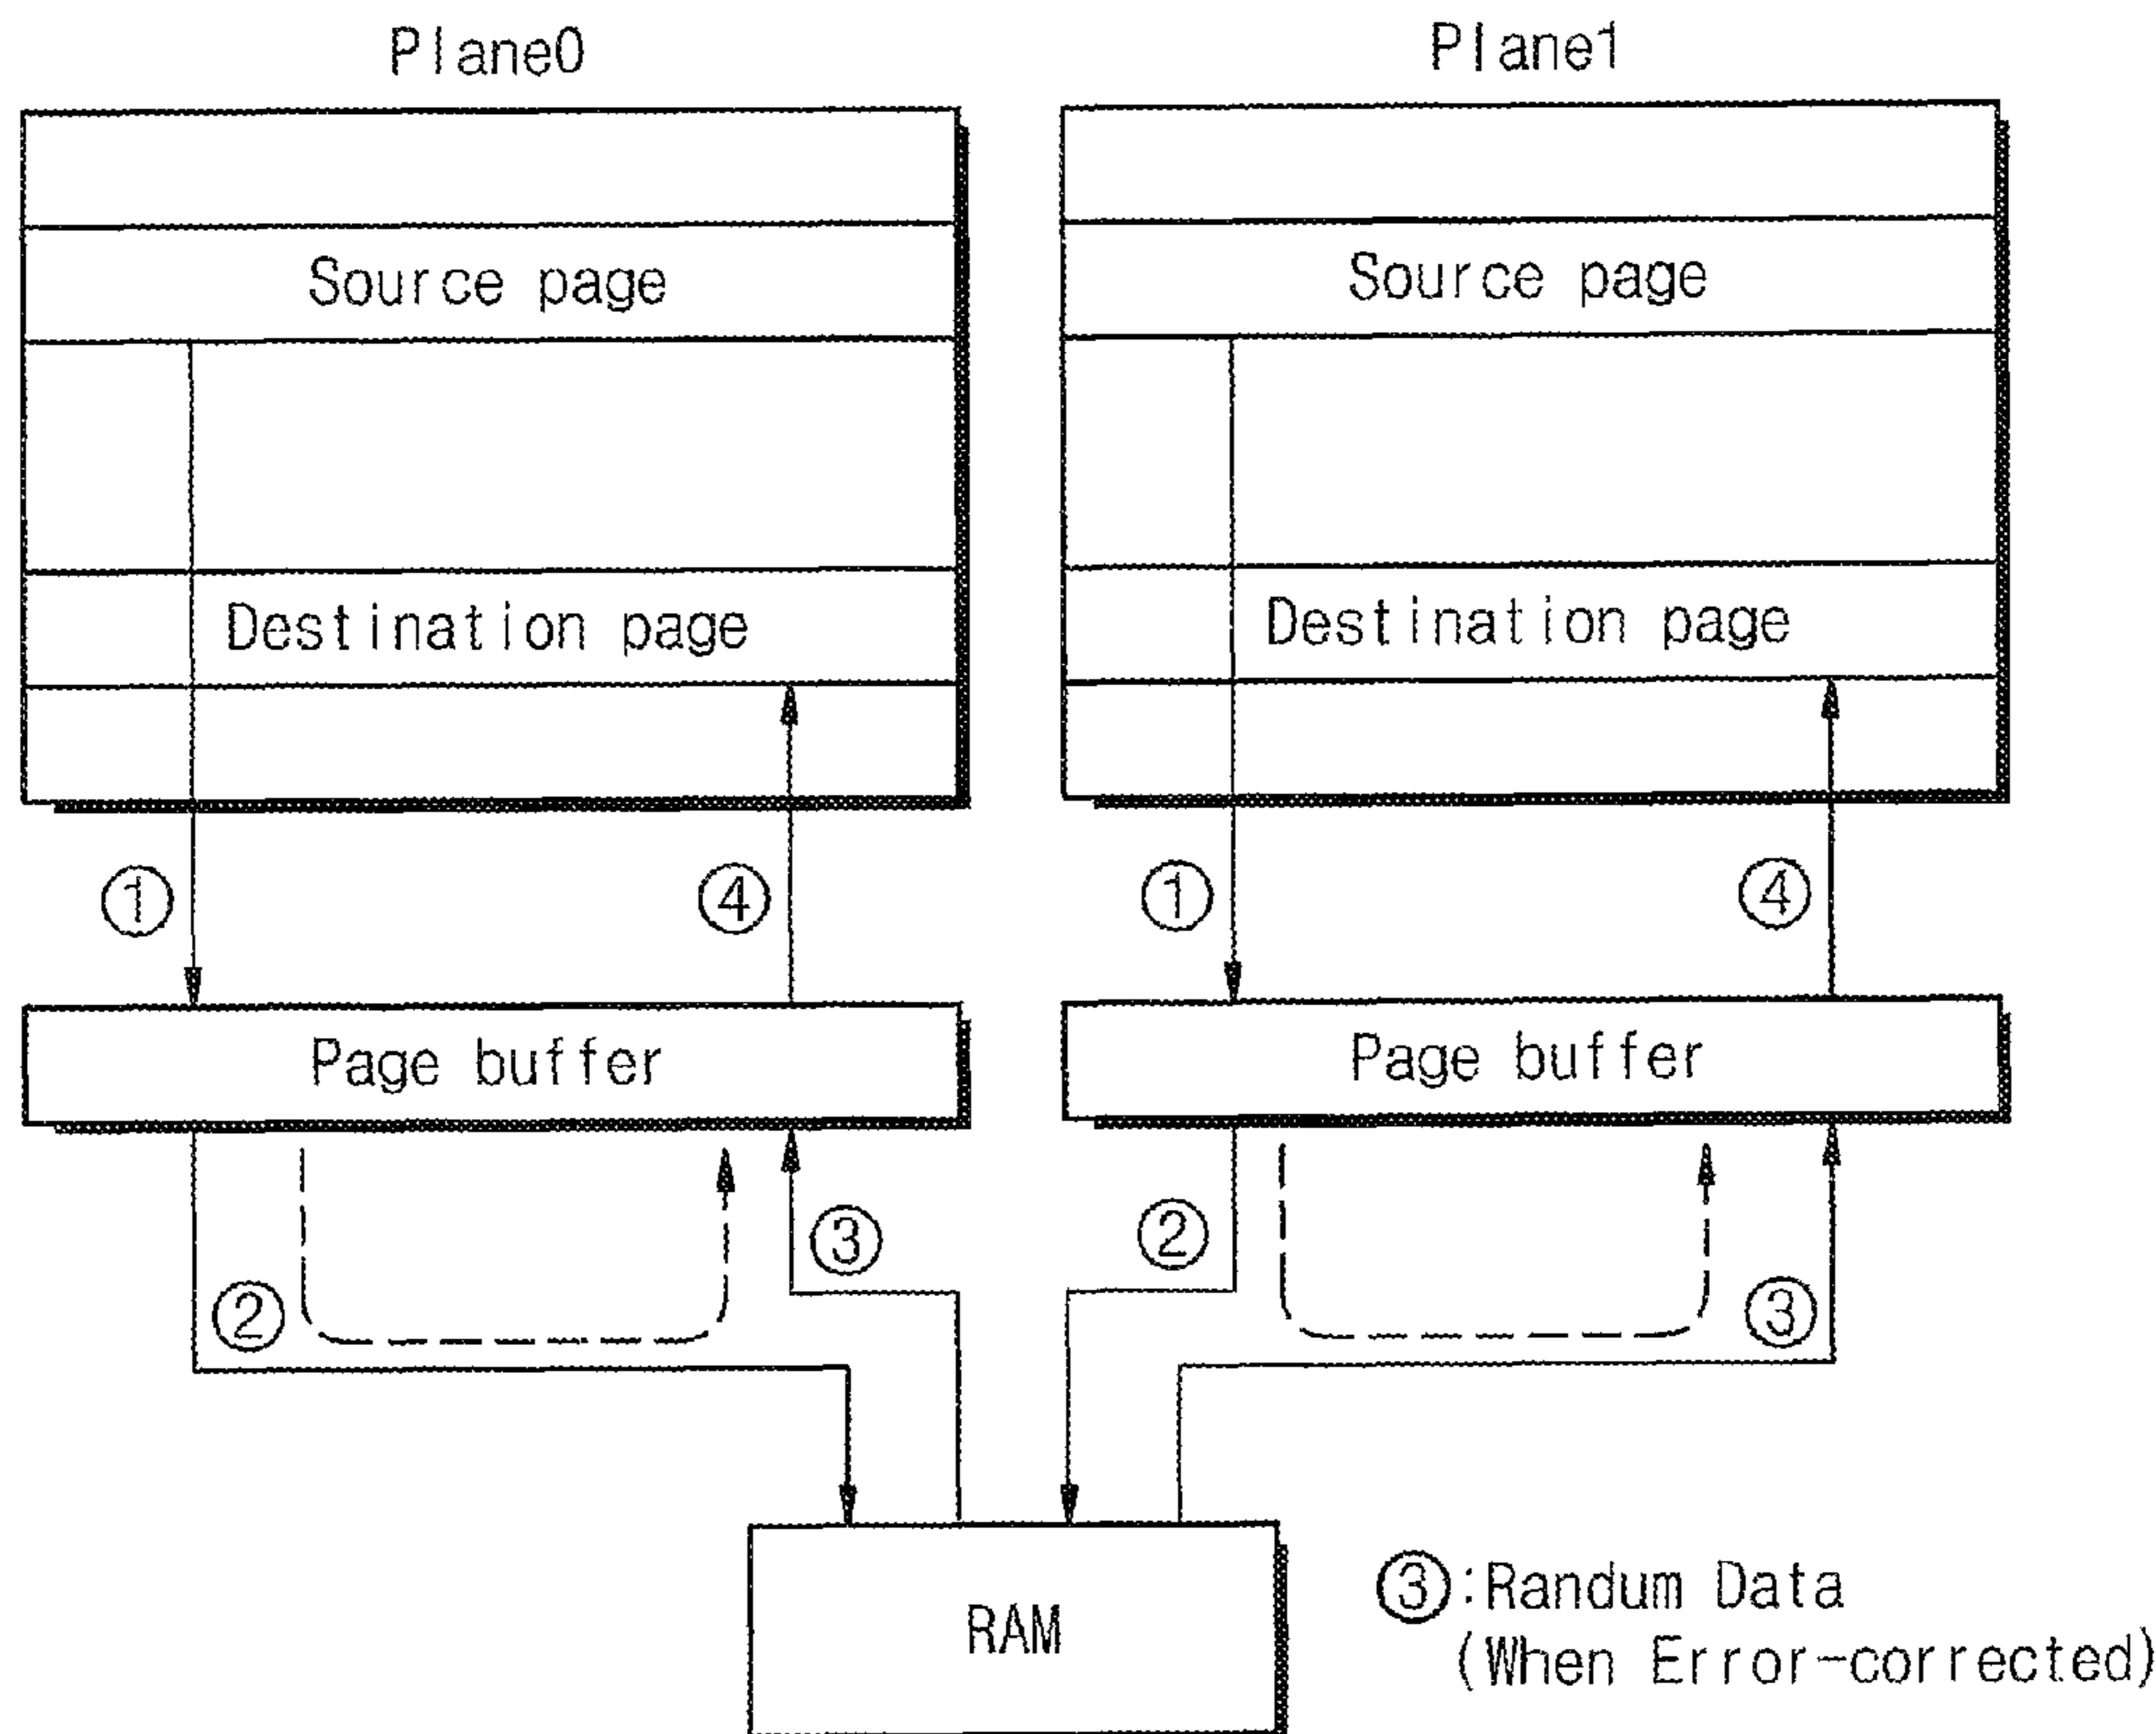 Plane0
Plane1
Source page
Source page
Destination page
Destination page
①
④
①
④
Page buffer
Page buffer
②
③
②
③
RAM
③:Randum Data
(When Error-corrected)